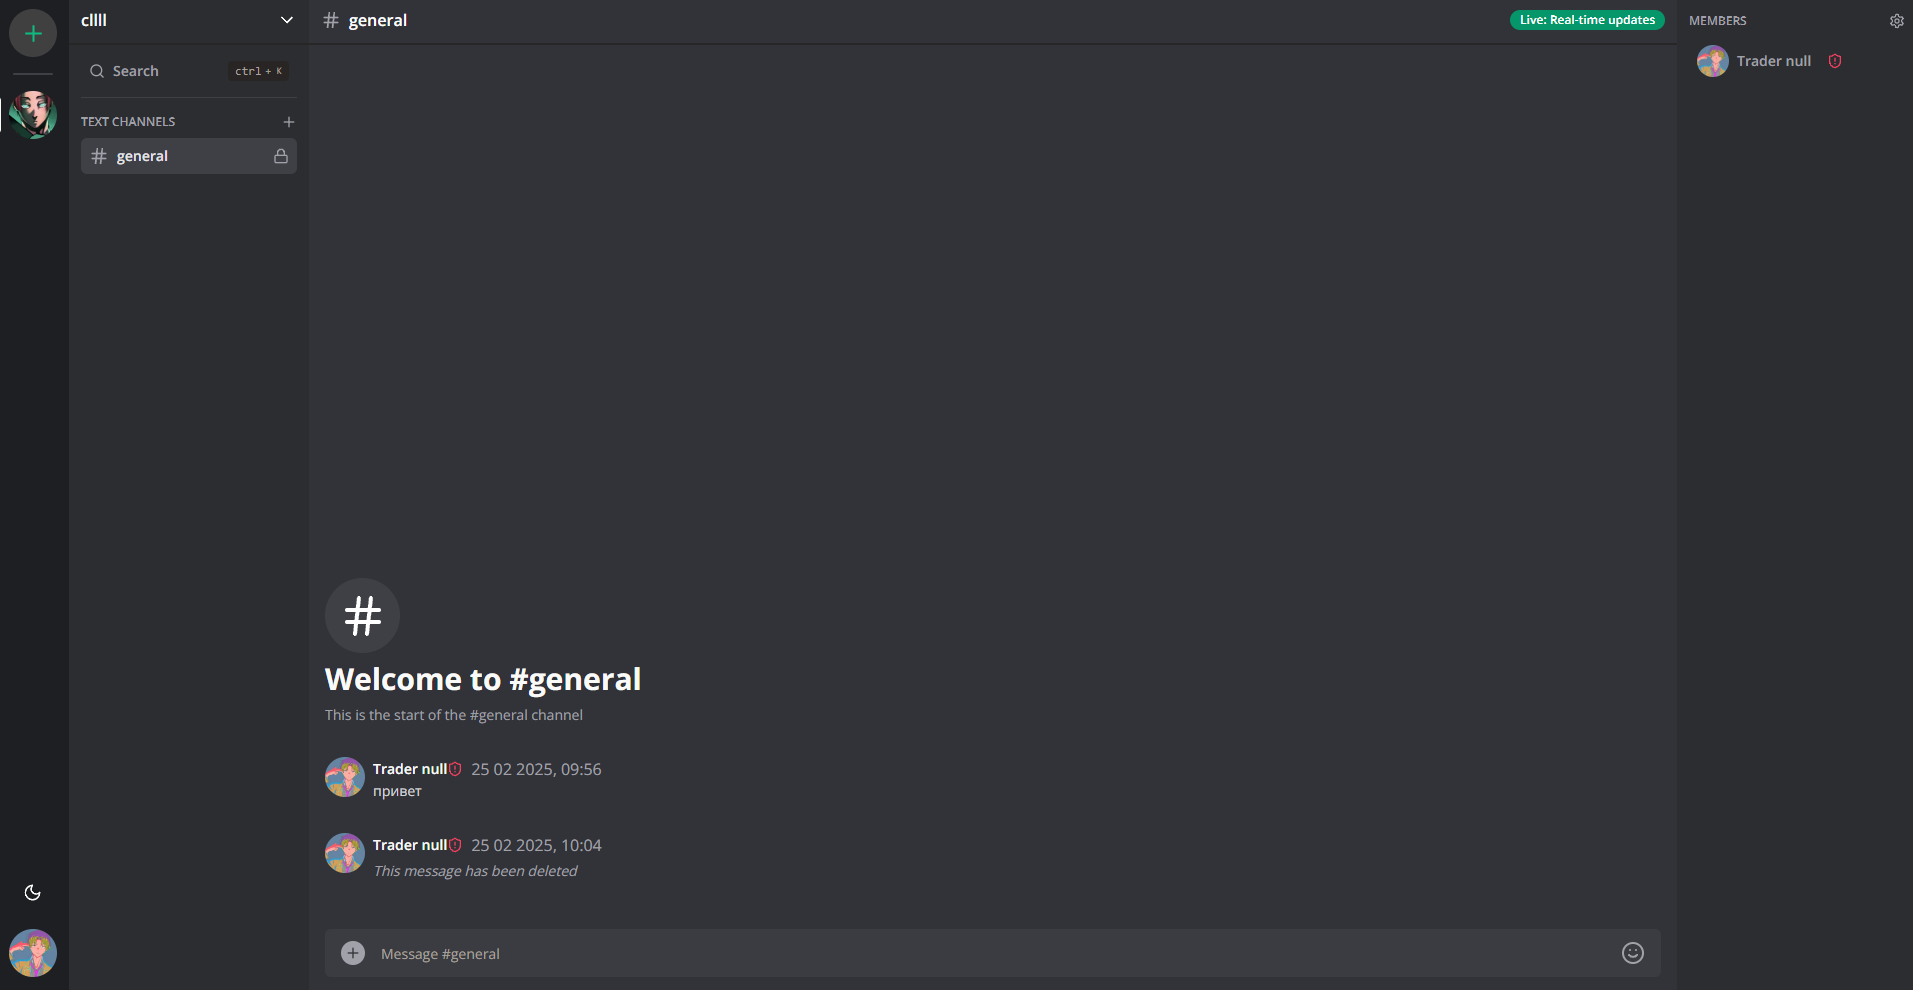 cllll
Search
ctrl + K
TEXT CHANNELS
general
general
Live: Real-time updates
Welcome to #general
This is the start of the #general channel
Trader null 25 02 2025, 09:56
привет
Trader null 25 02 2025, 10:04
This message has been deleted
Message #general
MEMBERS
Trader null